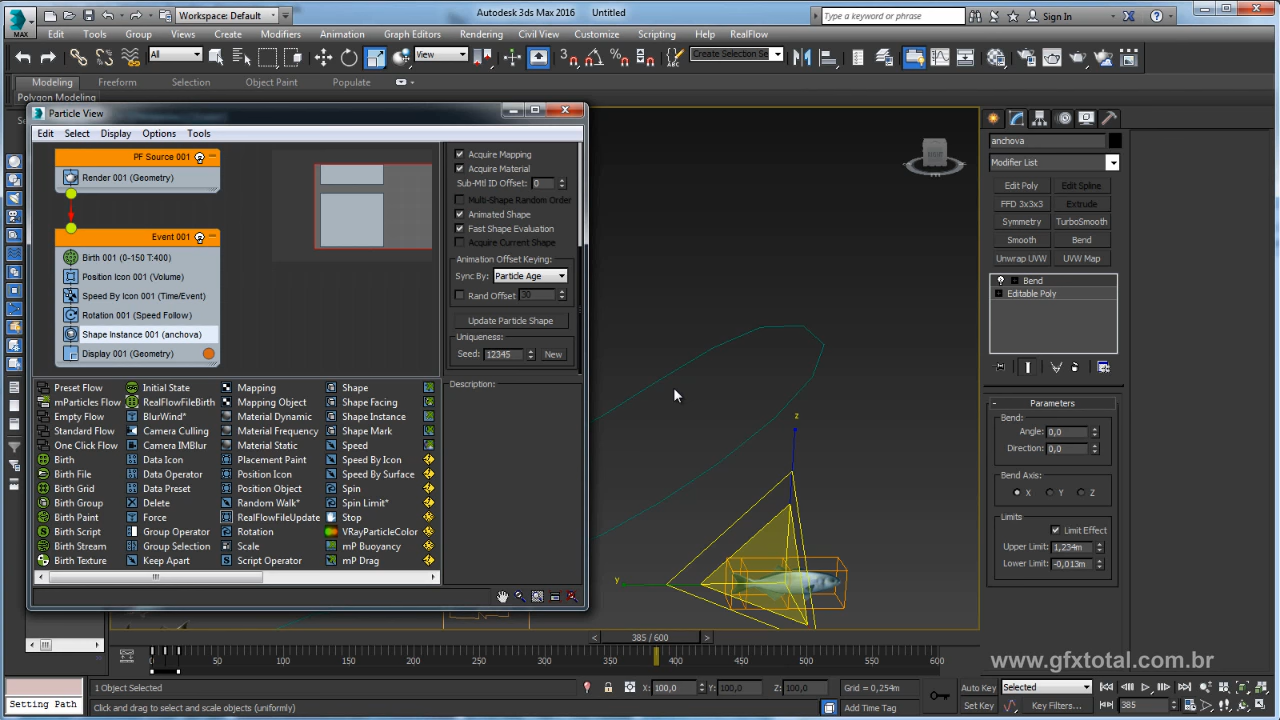 MAX
Workspace: Default
Autodesk 3ds Max 2016
Untitled
Type a keyword or phrase
Sign In
Edit Tools Group Views Create Modifiers Animation Graph Editors Rendering Civil View Customize Scripting Help RealFlow
All
View
Create Selection Se
Modeling Freeform Selection Object Paint Populate
Polygon Modeling
Particle View
Edit Select Display Options Tools
PF Source 001
Render 001 (Geometry)
Event 001
Birth 001 (0-150 T:400)
Position Icon 001 (Volume)
Speed By Icon 001 (Time/Event)
Rotation 001 (Speed Follow)
Shape Instance 001 (anchova)
Display 001 (Geometry)
Acquire Mapping
Acquire Material
Sub-Mtl ID Offset: 0
Multi-Shape Random Order
Animated Shape
Fast Shape Evaluation
Acquire Current Shape
Animation Offset Keying:
Sync By: Particle Age
Rand Offset 30
Update Particle Shape
Uniqueness:
Seed: 12345 New
Description:
Preset Flow Initial State Mapping Shape
mParticles Flow RealFlowFileBirth Mapping Object Shape Facing
Empty Flow BlurWind* Material Dynamic Shape Instance
Standard Flow Camera Culling Material Frequency Shape Mark
One Click Flow Camera IMBlur Material Static Speed
Birth Data Icon Placement Paint Speed By Icon
Birth File Data Operator Position Icon Speed By Surface
Birth Grid Data Preset Position Object Spin
Birth Group Delete Random Walk* Spin Limit*
Birth Paint Force RealFlowFileUpdate Stop
Birth Script Group Operator Rotation VRayParticleColor
Birth Stream Group Selection Scale mP Buoyancy
Birth Texture Keep Apart Script Operator mP Drag
z
y
anchova
Modifier List
Edit Poly Edit Spline
FFD 3x3x3 Extrude
Symmetry TurboSmooth
Smooth Bend
Unwrap UVW UVW Map
Bend
Editable Poly
Parameters
Bend:
Angle: 0,0
Direction: 0,0
Bend Axis:
X Y Z
Limits
Limit Effect
Upper Limit: 1,234m
Lower Limit: -0,013m
385 / 600
0 50 100 150 200 250 300 350 400 450 500 550 600
www.gfxtotal.com.br
1 Object Selected
X: 100,0 Y: 100,0 Z: 100,0
Grid = 0,254m
Auto Key Selected
Setting Path
Click and drag to select and scale objects (uniformly)
Add Time Tag
Set Key Key Filters...
385